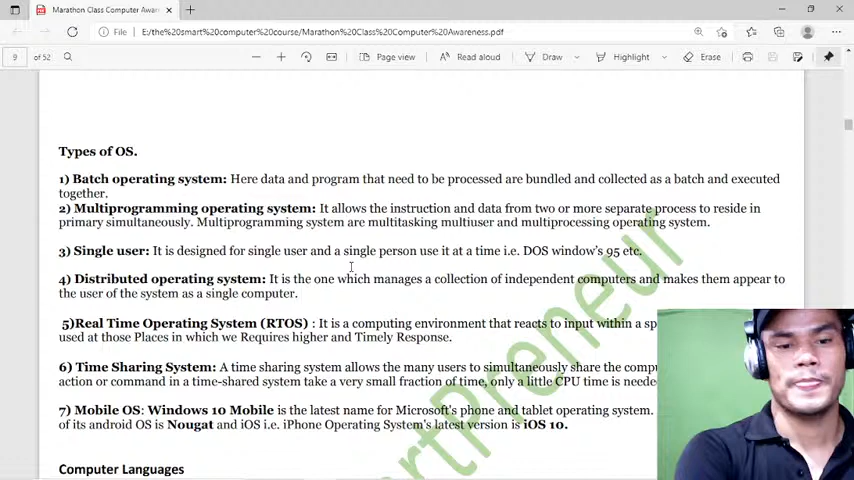 Marathon Class Computer Awar
File
E:/the%20smart%20computer%20course/Marathon%20Class%20Computer%20Awareness.pdf
9 of 52
Page view
Read aloud
Draw
Highlight
Erase
Types of OS.
1) Batch operating system: Here data and program that need to be processed are bundled and collected as a batch and executed
together.
2) Multiprogramming operating system: It allows the instruction and data from two or more separate process to reside in
primary simultaneously. Multiprogramming system are multitasking multiuser and multiprocessing operating system.
3) Single user: It is designed for single user and a single person use it at a time i.e. DOS window's 95 etc.
4) Distributed operating system: It is the one which manages a collection of independent computers and makes them appear to
the user of the system as a single computer.
5)Real Time Operating System (RTOS) : It is a computing environment that reacts to input within a sp
used at those Places in which we Requires higher and Timely Response.
6) Time Sharing System: A time sharing system allows the many users to simultaneously share the compu
action or command in a time-shared system take a very small fraction of time, only a little CPU time is neede
7) Mobile OS: Windows 10 Mobile is the latest name for Microsoft's phone and tablet operating system.
of its android OS is Nougat and iOS i.e. iPhone Operating System's latest version is iOS 10.
Computer Languages
artPreneur